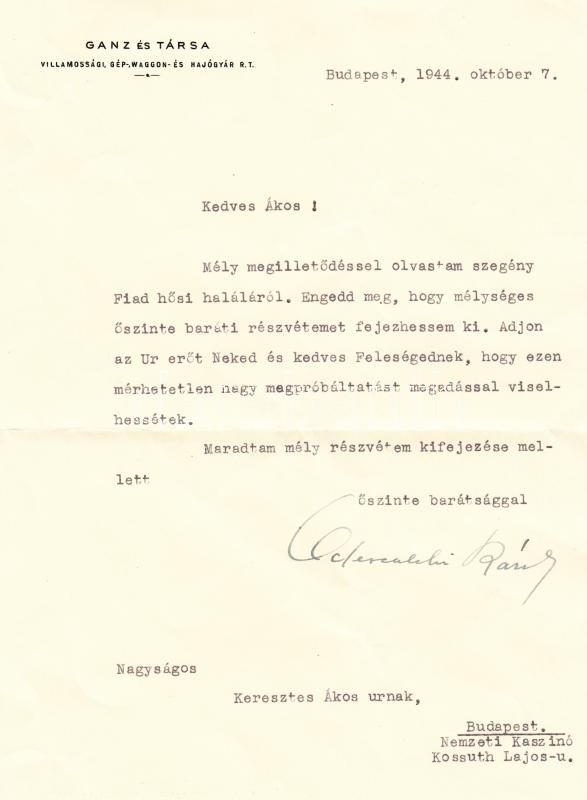 GANZ ÉS TÁRSA
VILLAMOSSÁGI, GÉP-, WAGGON- ÉS HAJÓGYÁR R.T.
Budapest, 1944. október 7.
Kedves Ákos !
Mély megilletődéssel olvastam szegény
Fiad hősi haláláról. Engedd meg, hogy mélységes
őszinte baráti részvétemet fejezhessem ki. Adjon
az Ur erőt Neked és kedves Feleségednek, hogy ezen
mérhetetlen nagy magpróbáltatást megadással visel-
hessétek.
Maradtam mély részvétem kifejezése mel-
lett
őszinte barátsággal
Károly
Nagyságos
Keresztes Ákos urnak,
Budapest.
Nemzeti Kaszinó
Kossuth Lajos-u.